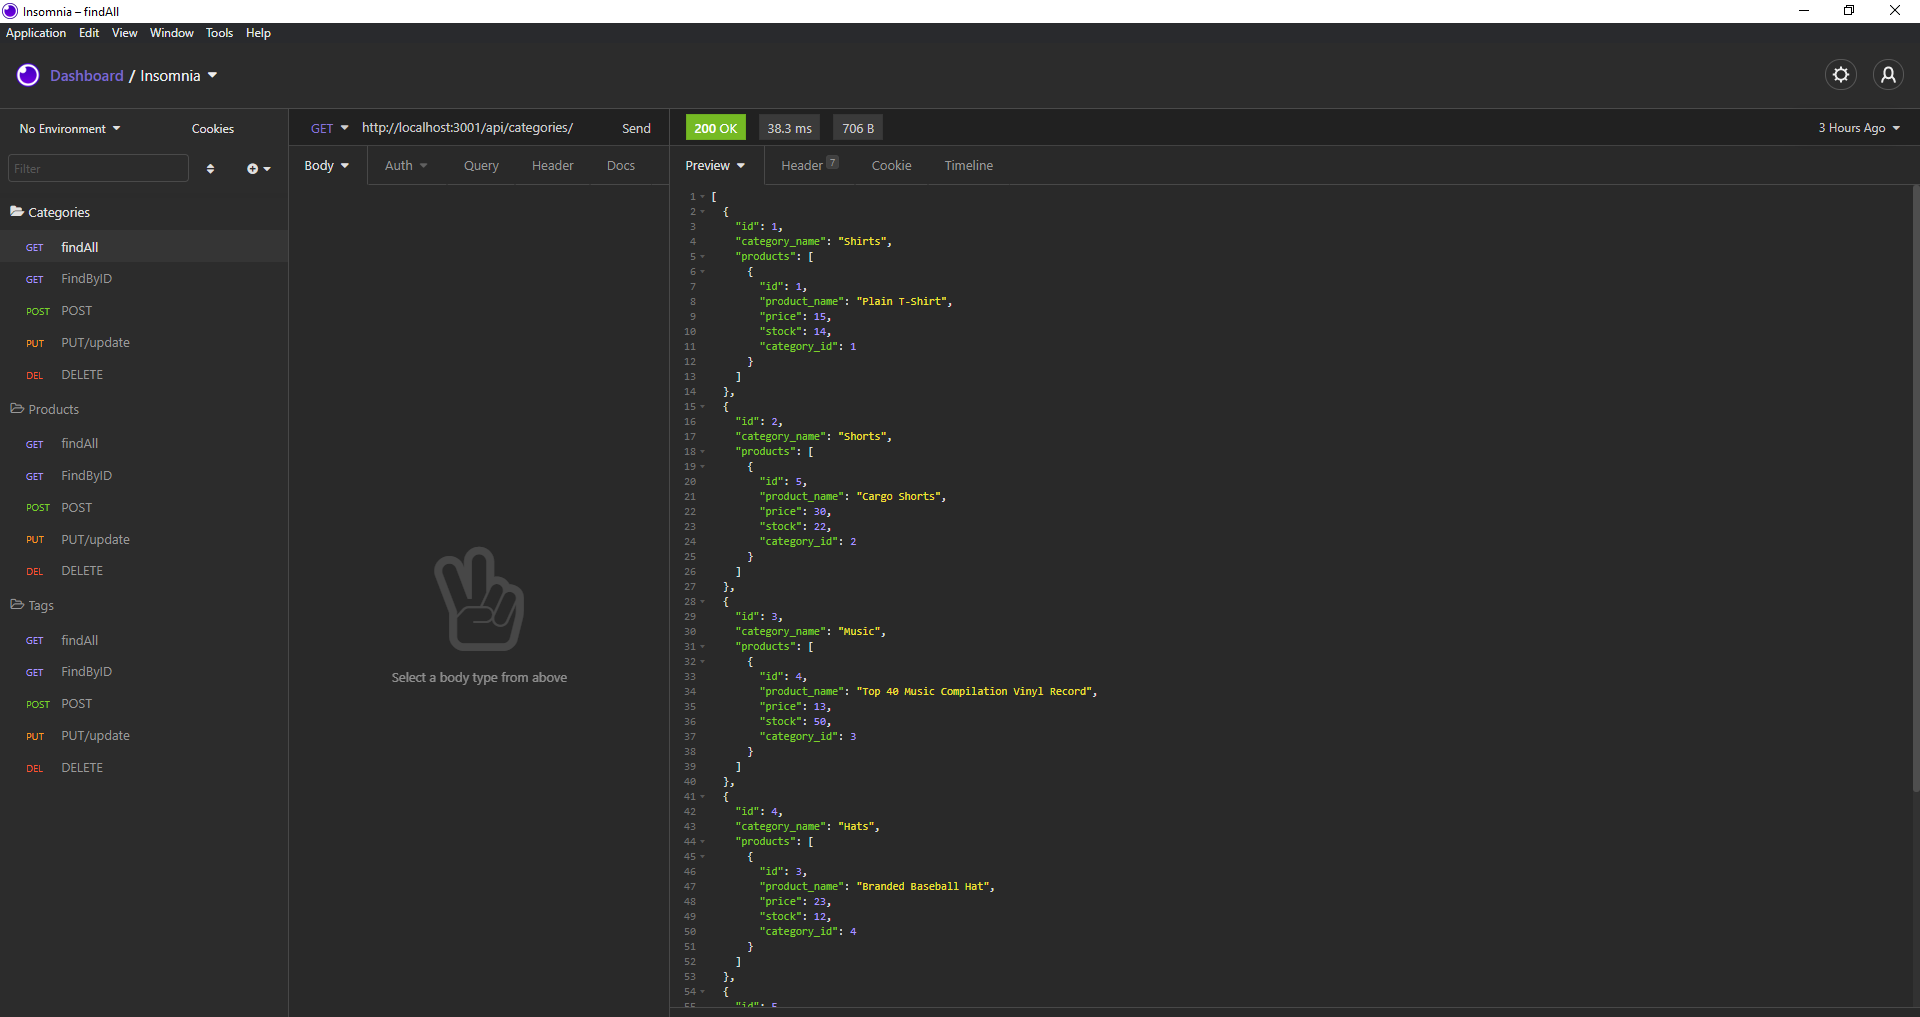 Insomnia – findAll
Application Edit View Window Tools Help
Dashboard / Insomnia
No Environment Cookies
Filter
Categories
GET findAll
GET FindByID
POST POST
PUT PUT/update
DEL DELETE
Products
GET findAll
GET FindByID
POST POST
PUT PUT/update
DEL DELETE
Tags
GET findAll
GET FindByID
POST POST
PUT PUT/update
DEL DELETE
GET http://localhost:3001/api/categories/ Send
Body Auth Query Header Docs
Select a body type from above
200 OK 38.3 ms 706 B 3 Hours Ago
Preview Header 7 Cookie Timeline
1 [
2 {
3 "id": 1,
4 "category_name": "Shirts",
5 "products": [
6 {
7 "id": 1,
8 "product_name": "Plain T-Shirt",
9 "price": 15,
10 "stock": 14,
11 "category_id": 1
12 }
13 ]
14 },
15 {
16 "id": 2,
17 "category_name": "Shorts",
18 "products": [
19 {
20 "id": 5,
21 "product_name": "Cargo Shorts",
22 "price": 30,
23 "stock": 22,
24 "category_id": 2
25 }
26 ]
27 },
28 {
29 "id": 3,
30 "category_name": "Music",
31 "products": [
32 {
33 "id": 4,
34 "product_name": "Top 40 Music Compilation Vinyl Record",
35 "price": 13,
36 "stock": 50,
37 "category_id": 3
38 }
39 ]
40 },
41 {
42 "id": 4,
43 "category_name": "Hats",
44 "products": [
45 {
46 "id": 3,
47 "product_name": "Branded Baseball Hat",
48 "price": 23,
49 "stock": 12,
50 "category_id": 4
51 }
52 ]
53 },
54 {
55 "id": 5